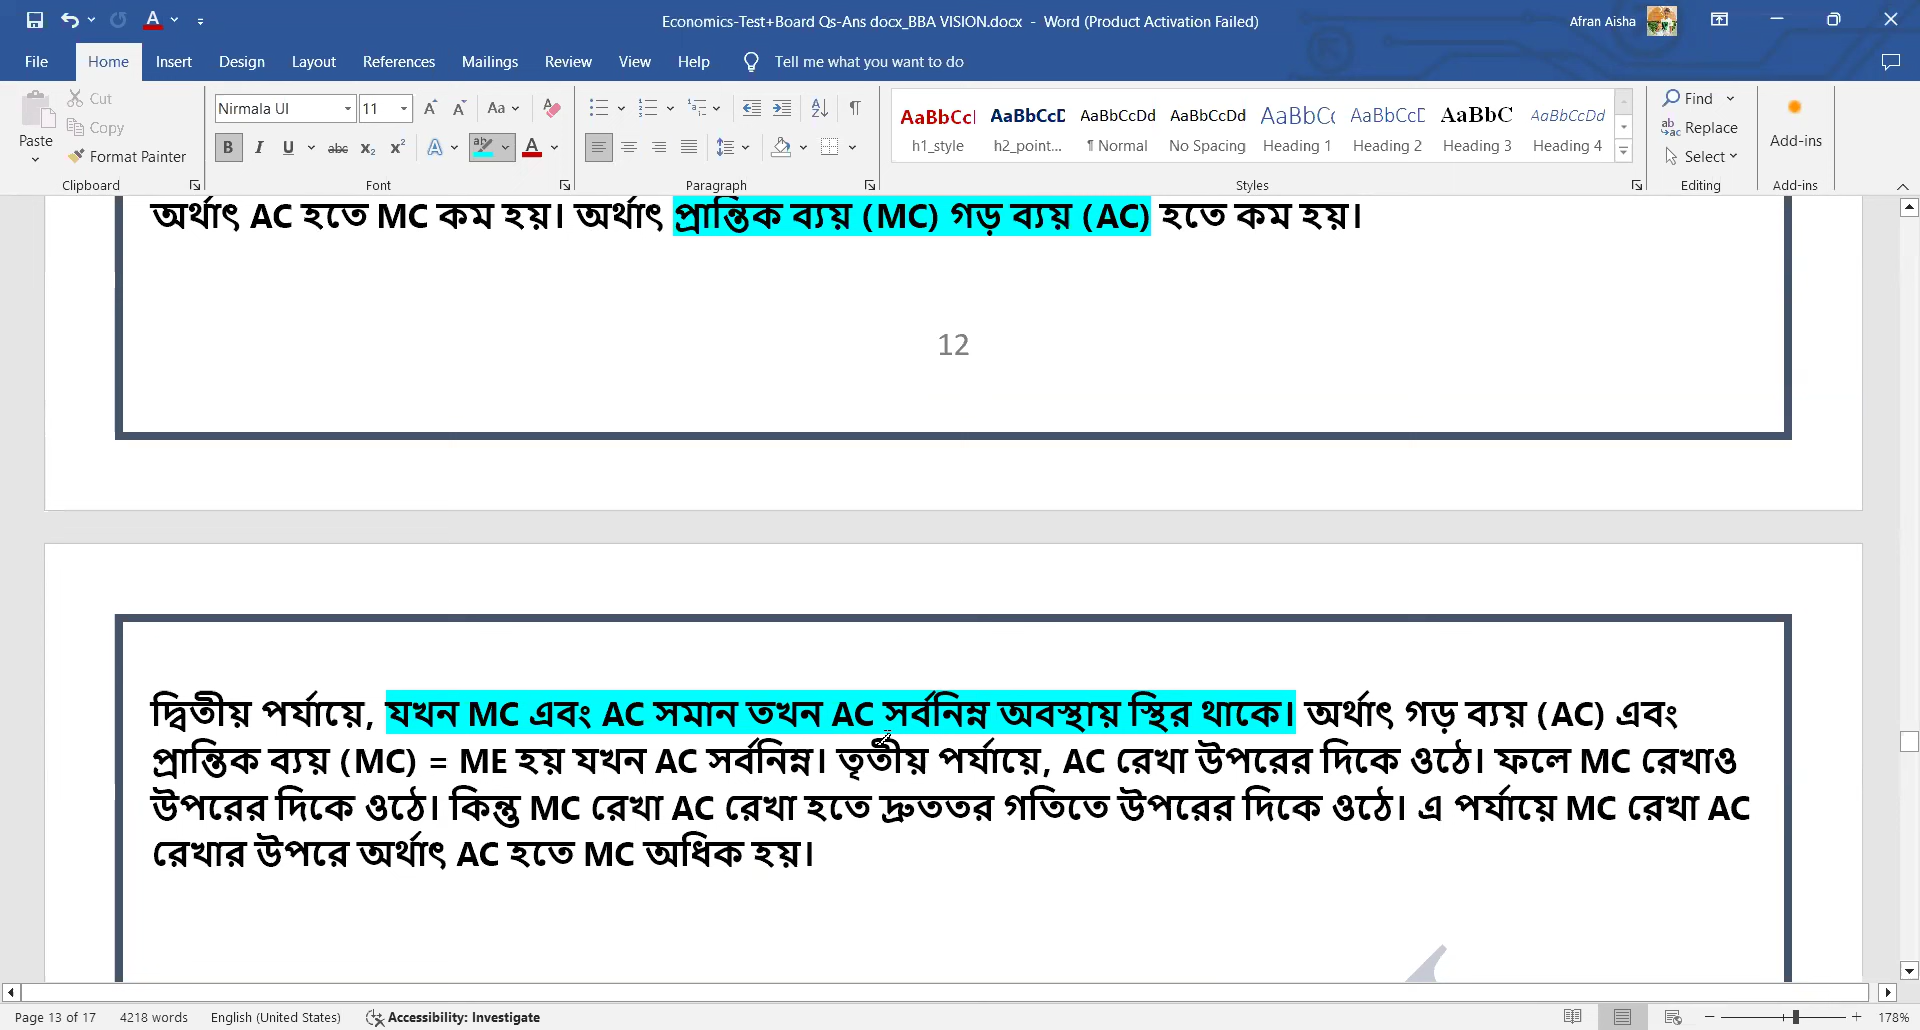 Economics-Test+Board Qs-Ans docx_BBA VISION.docx - Word (Product Activation Failed)
Afran Aisha
File Home Insert Design Layout References Mailings Review View Help Tell me what you want to do
Paste
Cut
Copy
Format Painter
Clipboard
Nirmala UI 11
Font
Paragraph
AaBbCcI AaBbCcD AaBbCcDd AaBbCcDd AaBbCc AaBbCcD AaBbC AaBbCcDd
h1_style h2_point... ¶ Normal No Spacing Heading 1 Heading 2 Heading 3 Heading 4
Styles
Find
Replace
Select
Editing
Add-ins
Add-ins
অর্থাৎ AC হতে MC কম হয়। অর্থাৎ প্রান্তিক ব্যয় (MC) গড় ব্যয় (AC) হতে কম হয়।
12
দ্বিতীয় পর্যায়ে, যখন MC এবং AC সমান তখন AC সর্বনিম্ন অবস্থায় স্থির থাকে। অর্থাৎ গড় ব্যয় (AC) এবং
প্রান্তিক ব্যয় (MC) = ME হয় যখন AC সর্বনিম্ন। তৃতীয় পর্যায়ে, AC রেখা উপরের দিকে ওঠে। ফলে MC রেখাও
উপরের দিকে ওঠে। কিন্তু MC রেখা AC রেখা হতে দ্রুততর গতিতে উপরের দিকে ওঠে। এ পর্যায়ে MC রেখা AC
রেখার উপরে অর্থাৎ AC হতে MC অধিক হয়।
Page 13 of 17 4218 words English (United States) Accessibility: Investigate 178%